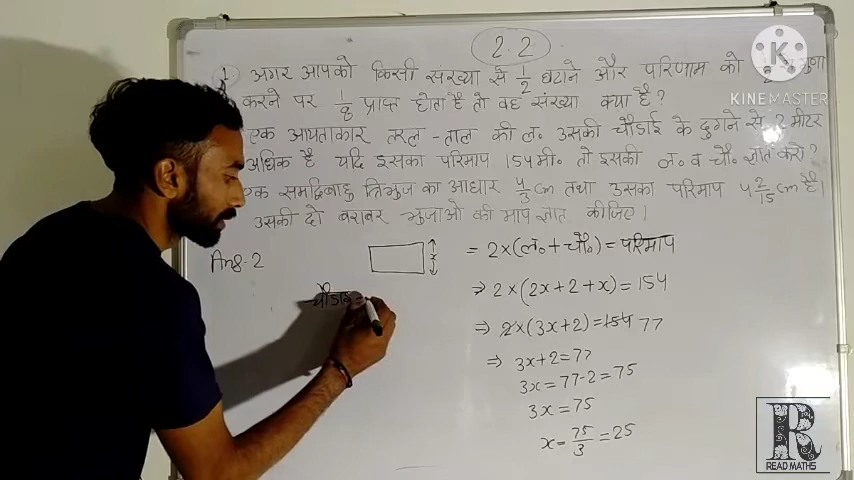 2.2
1 अगर आपको किसी संख्या से 1/2 घटाने और परिणाम को 1/2 से गुणा
करने पर 1/8 प्राप्त होता है तो वह संख्या क्या है?
एक आयताकार तरल - ताल की ल० उसकी चौडाई के दुगने से 2 मीटर
अधिक है यदि इसका परिमाप 154 मी० तो इसकी ल० व चौ० ज्ञात करो?
एक समद्विबाहु त्रिभुज का आधार 4/3 cm तथा उसका परिमाप 4 2/15 cm है।
उसकी दो बराबर भुजाओ की माप ज्ञात कीजिए।
Ans-2
चौडाई =
= 2×(ल० + चौ०) = परिमाप
⇒ 2×(2x+2+x) = 154
⇒ 2×(3x+2) = 154 77
⇒ 3x+2=77
3x = 77-2 = 75
3x = 75
x = 75/3 = 25
KINEMASTER
R
READ MATHS